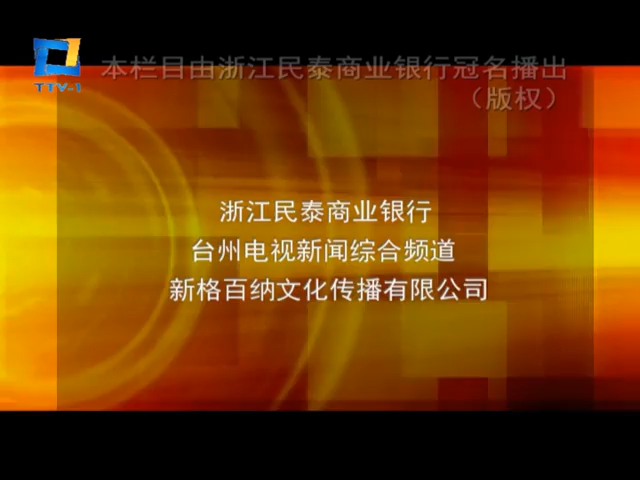 本栏目由浙江民泰商业银行冠名播出
（版权）
TTV-1
浙江民泰商业银行
台州电视新闻综合频道
新格百纳文化传播有限公司